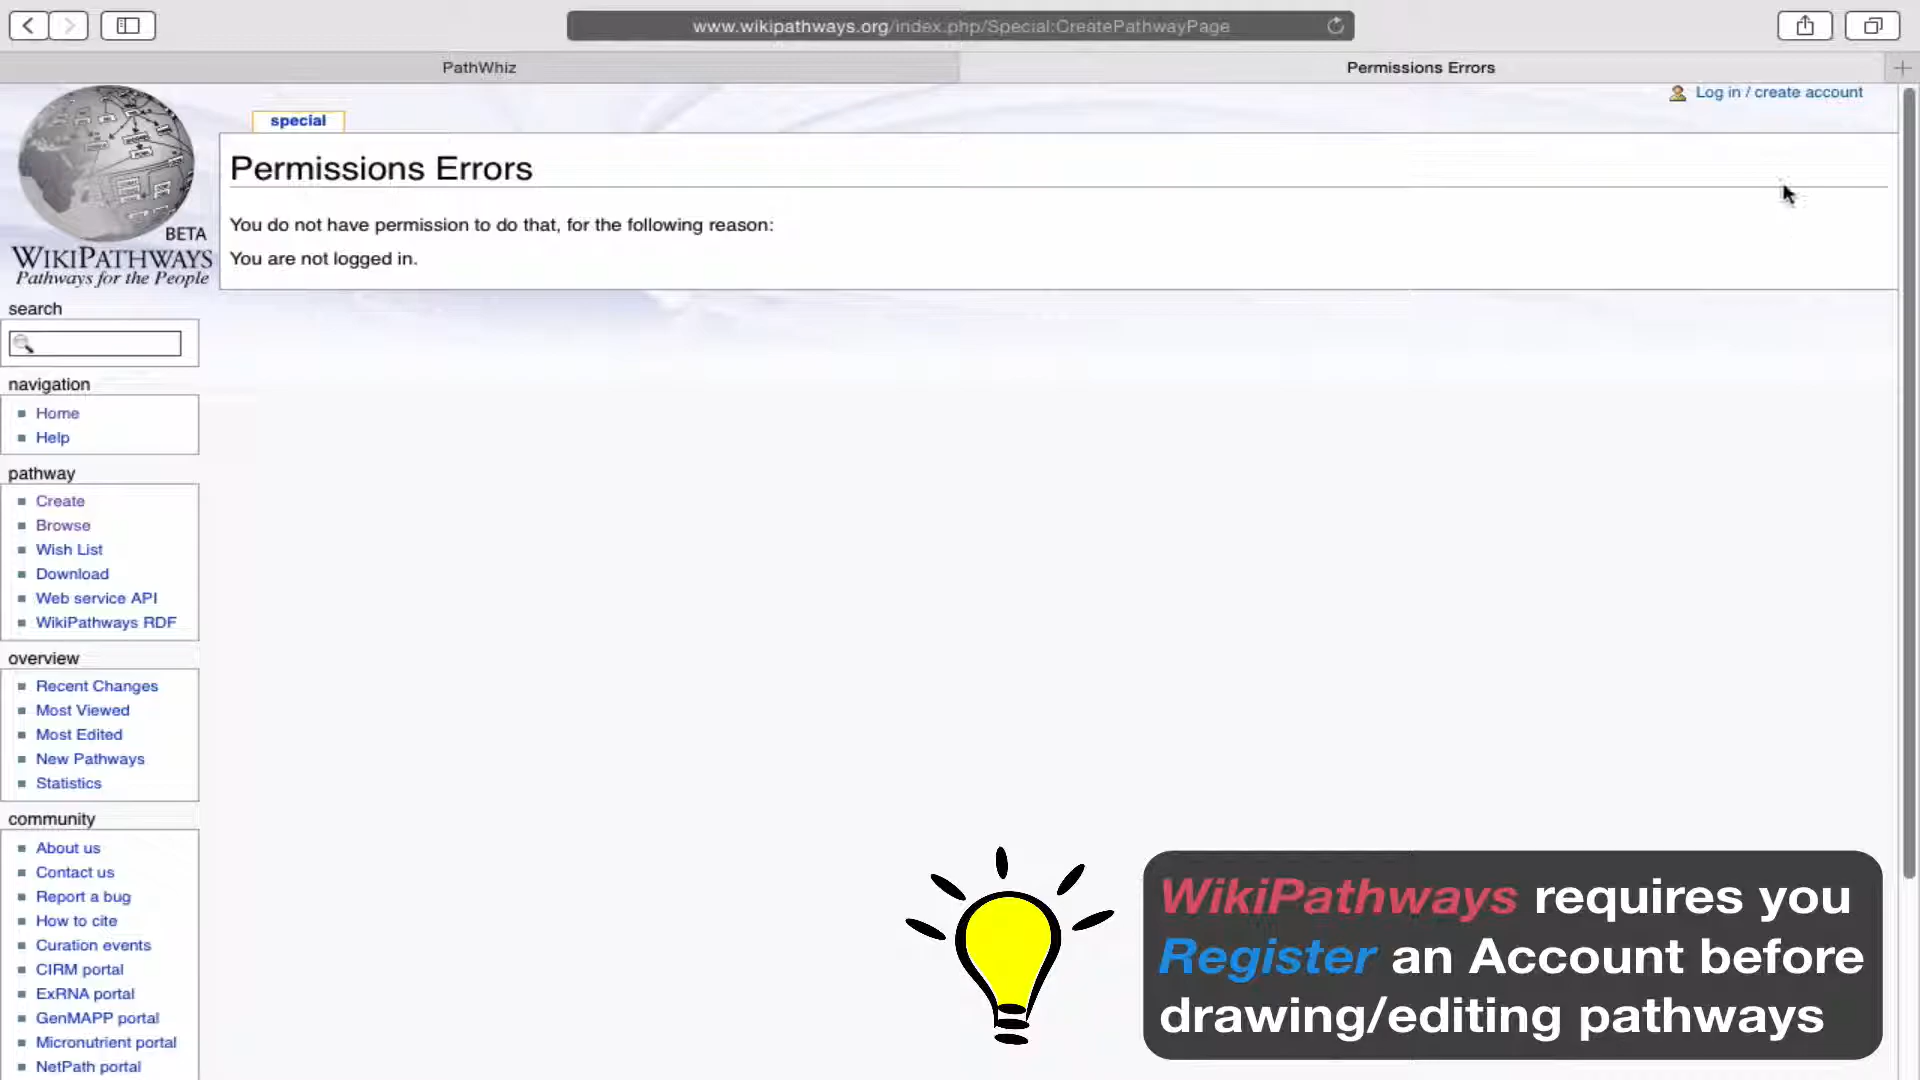 www.wikipathways.org/index.php/Special:CreatePathwayPage
PathWhiz
Permissions Errors
Log in / create account
special
Permissions Errors
You do not have permission to do that, for the following reason:
You are not logged in.
BETA
WIKIPATHWAYS
Pathways for the People
search
navigation
Home
Help
pathway
Create
Browse
Wish List
Download
Web service API
WikiPathways RDF
overview
Recent Changes
Most Viewed
Most Edited
New Pathways
Statistics
community
About us
Contact us
Report a bug
How to cite
Curation events
CIRM portal
ExRNA portal
GenMAPP portal
Micronutrient portal
NetPath portal
WikiPathways requires you
Register an Account before
drawing/editing pathways